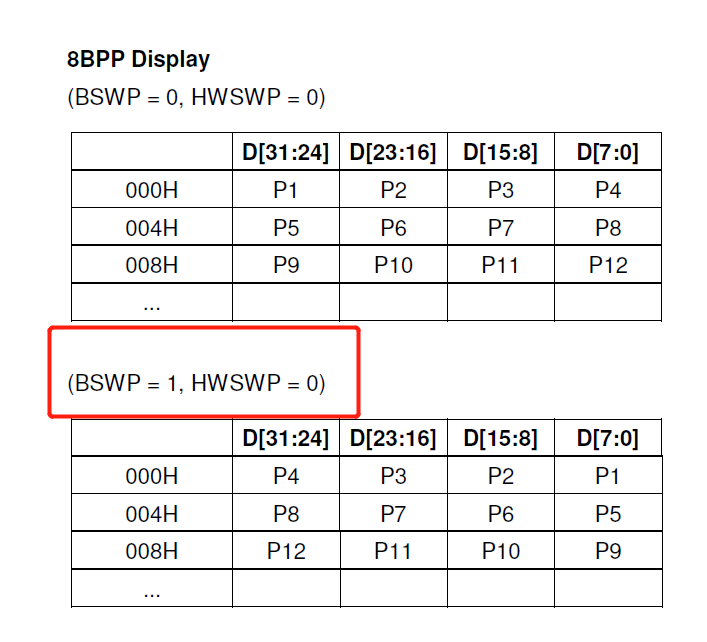 8BPP Display
(BSWP = 0, HWSWP = 0)
D[31:24] D[23:16] D[15:8] D[7:0]
000H P1 P2 P3 P4
004H P5 P6 P7 P8
008H P9 P10 P11 P12
...
(BSWP = 1, HWSWP = 0)
D[31:24] D[23:16] D[15:8] D[7:0]
000H P4 P3 P2 P1
004H P8 P7 P6 P5
008H P12 P11 P10 P9
...